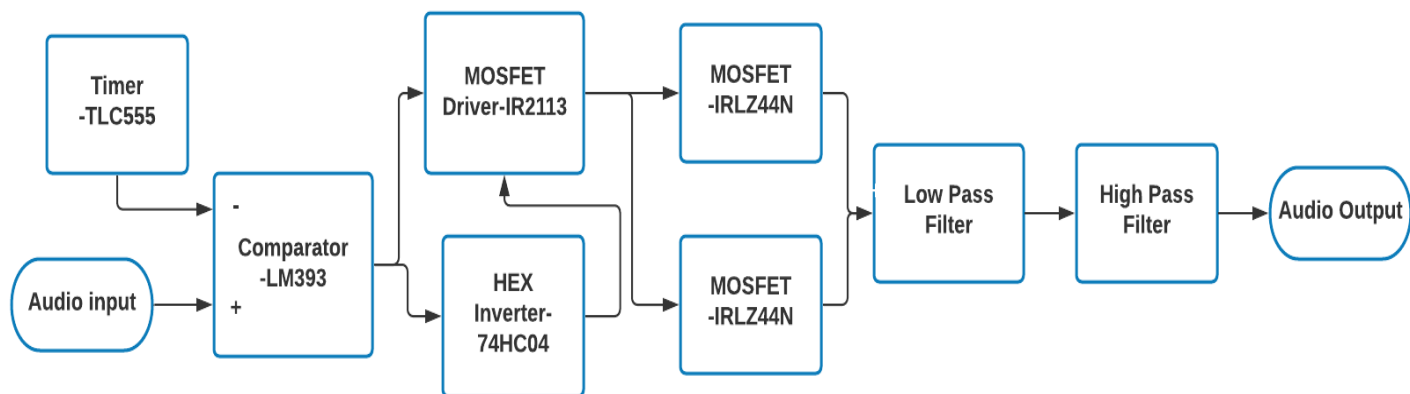 Timer
-TLC555
Audio input
-
Comparator
-LM393
+
MOSFET
Driver-IR2113
HEX
Inverter-
74HC04
MOSFET
-IRLZ44N
MOSFET
-IRLZ44N
Low Pass
Filter
High Pass
Filter
Audio Output